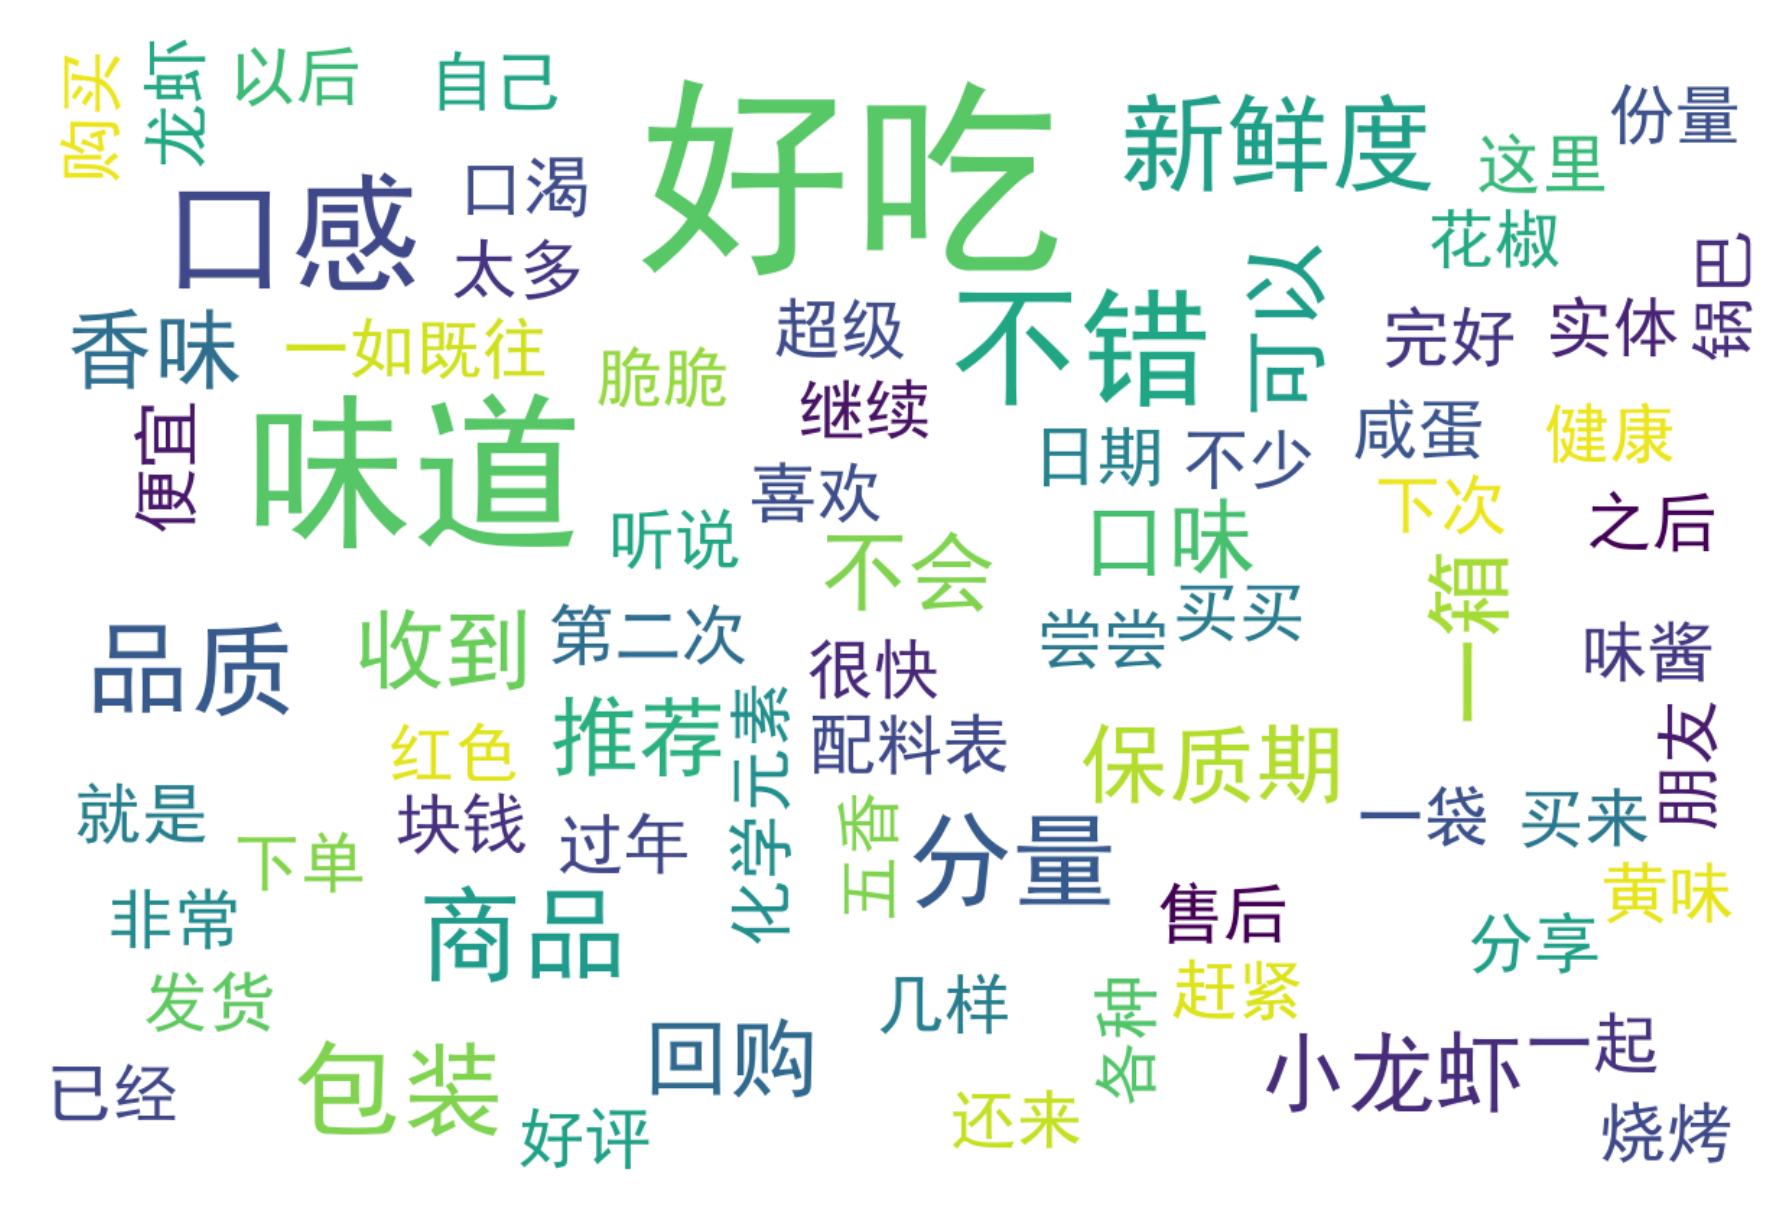 购买
龙虾
以后
自己
好吃
新鲜度
份量
这里
口感
口渴
太多
花椒
可以
锅巴
香味
一如既往
脆脆
超级
不错
完好
实体
继续
便宜
味道
喜欢
日期
不少
咸蛋
健康
下次
之后
听说
不会
口味
一箱
品质
收到
第二次
很快
尝尝
买买
味酱
红色
推荐
化学元素
配料表
保质期
朋友
就是
下单
块钱
过年
五香
分量
一袋
买来
非常
商品
售后
黄味
分享
发货
几样
各种
赶紧
已经
包装
好评
回购
还来
小龙虾
一起
烧烤